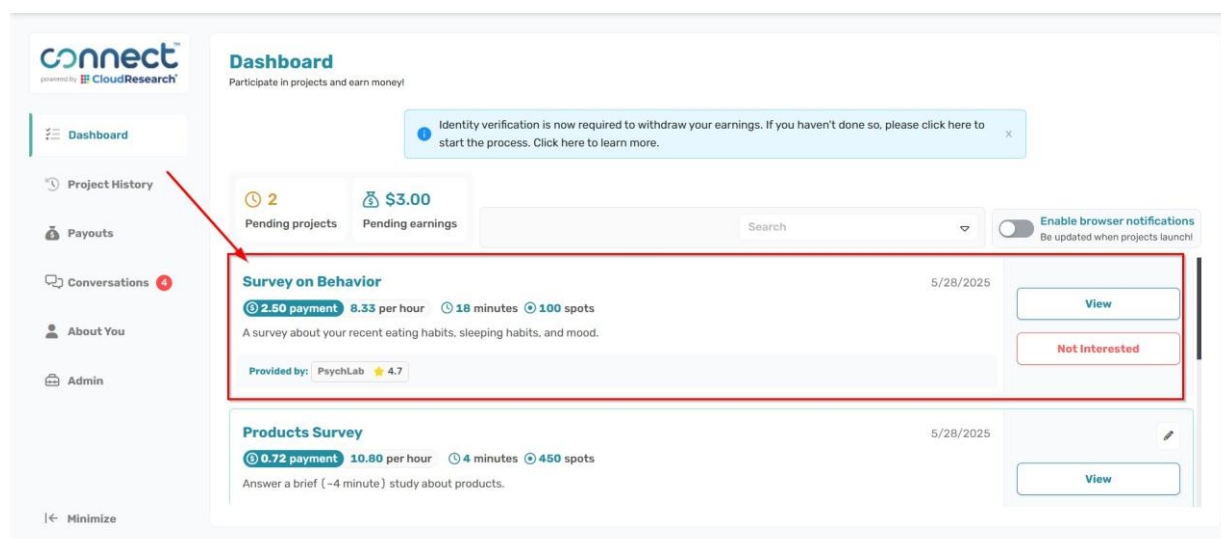 connect™
powered by CloudResearch®
Dashboard
Participate in projects and earn money!
Identity verification is now required to withdraw your earnings. If you haven't done so, please click here to
start the process. Click here to learn more.
x
Dashboard
Project History
Payouts
Conversations 4
About You
Admin
Minimize
2
Pending projects
$3.00
Pending earnings
Search
Enable browser notifications
Be updated when projects launch!
Survey on Behavior
5/28/2025
2.50 payment 8.33 per hour 18 minutes 100 spots
A survey about your recent eating habits, sleeping habits, and mood.
Provided by: PsychLab 4.7
View
Not Interested
Products Survey
5/28/2025
0.72 payment 10.80 per hour 4 minutes 450 spots
Answer a brief (~4 minute) study about products.
View